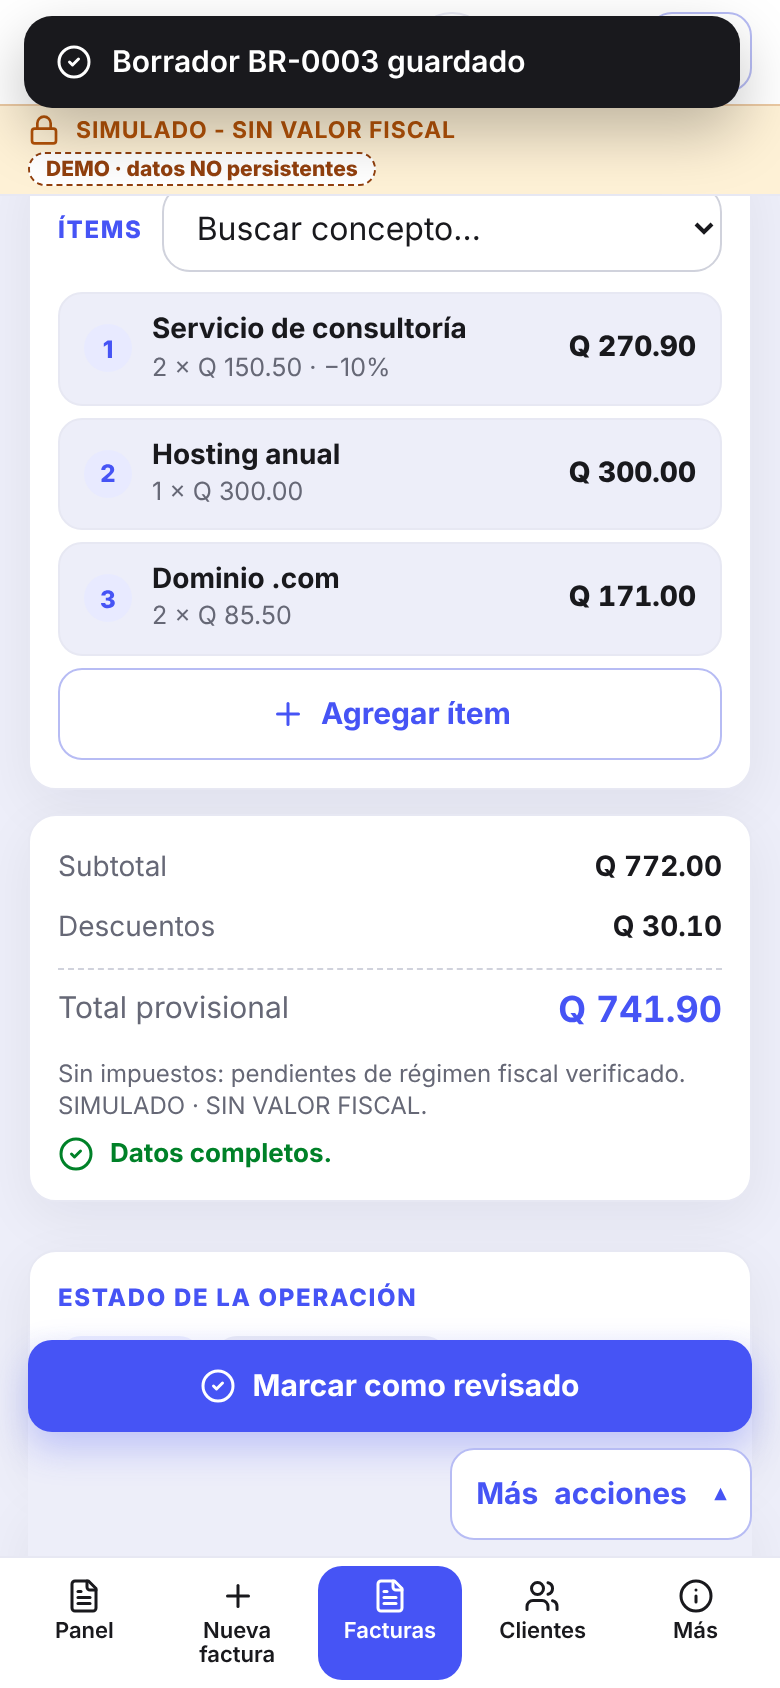 Borrador BR-0003 guardado
SIMULADO - SIN VALOR FISCAL
DEMO · datos NO persistentes
ÍTEMS
Buscar concepto...
1
Servicio de consultoría
2 × Q 150.50 · −10%
Q 270.90
2
Hosting anual
1 × Q 300.00
Q 300.00
3
Dominio .com
2 × Q 85.50
Q 171.00
Agregar ítem
Subtotal
Q 772.00
Descuentos
Q 30.10
Total provisional
Q 741.90
Sin impuestos: pendientes de régimen fiscal verificado.
SIMULADO · SIN VALOR FISCAL.
Datos completos.
ESTADO DE LA OPERACIÓN
Marcar como revisado
Más acciones
Panel
Nueva
factura
Facturas
Clientes
Más